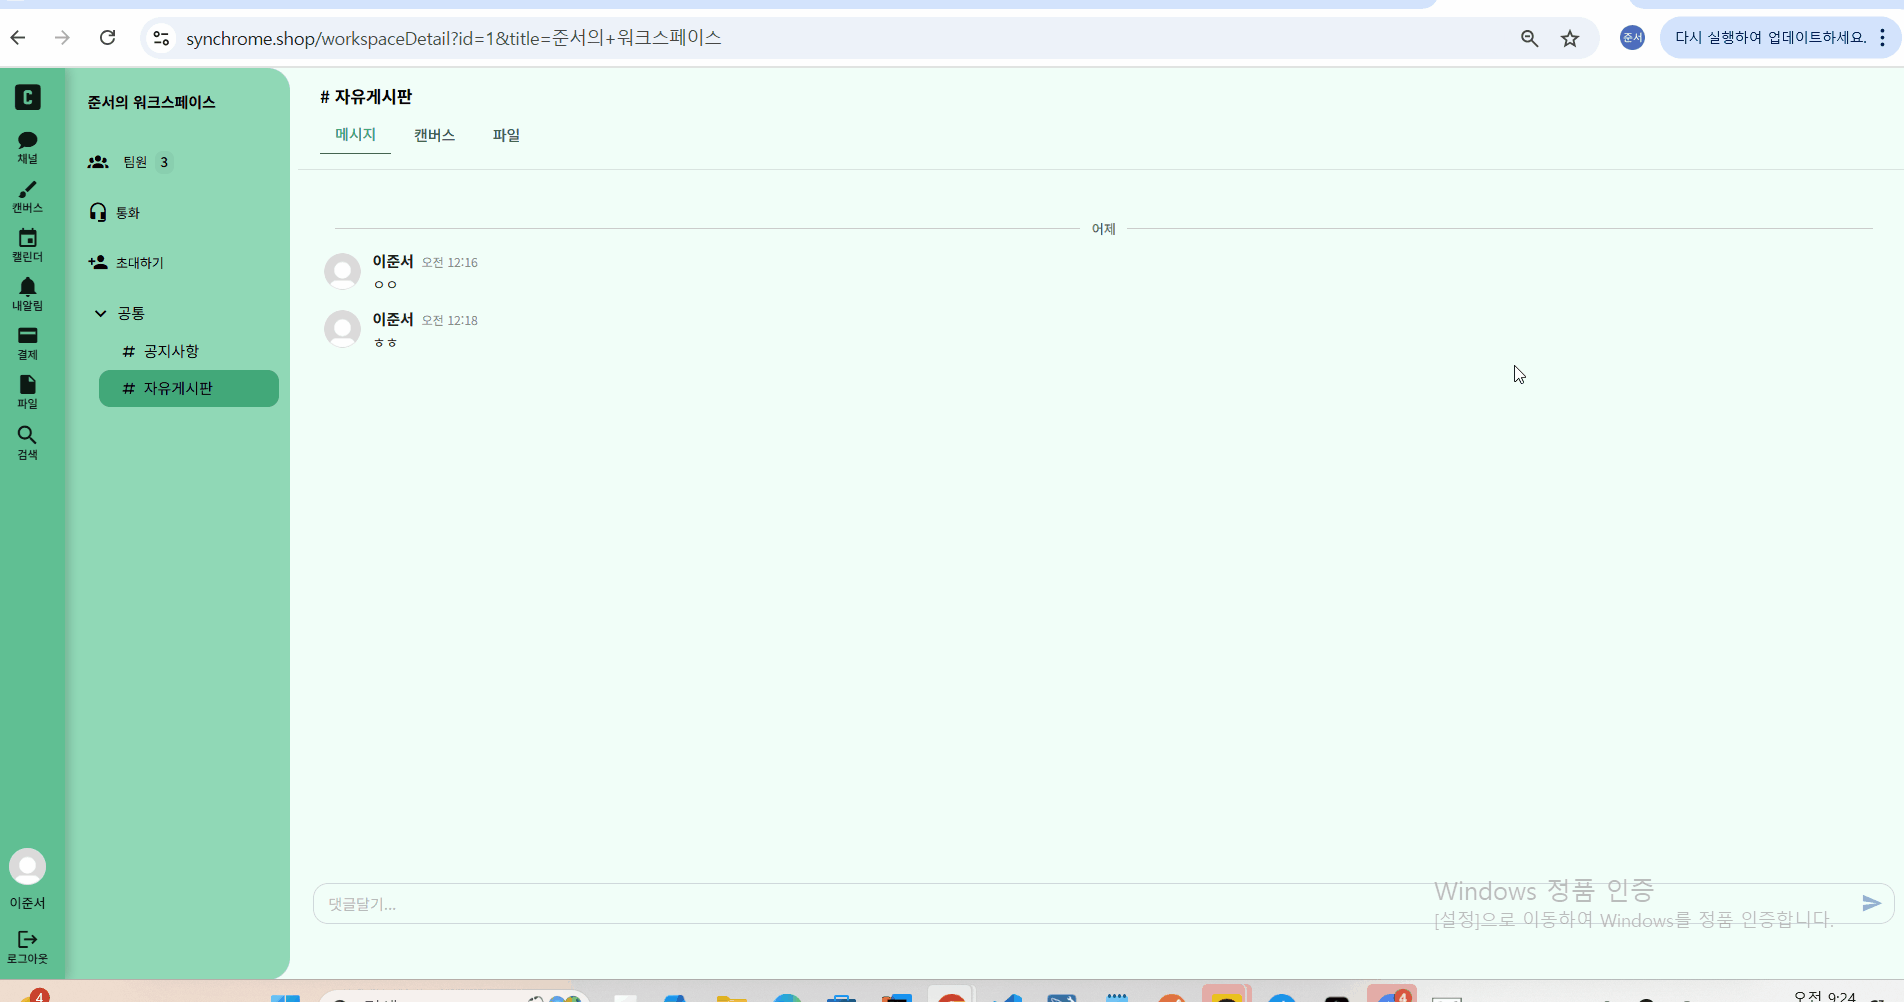 synchrome.shop/workspaceDetail?id=1&title=준서의+워크스페이스
준서
다시 실행하여 업데이트하세요.
C
채널
캔버스
캘린더
내알림
결제
파일
검색
이준서
로그아웃
준서의 워크스페이스
팀원 3
통화
초대하기
공통
# 공지사항
# 자유게시판
# 자유게시판
메시지 캔버스 파일
어제
이준서 오전 12:16
ㅇㅇ
이준서 오전 12:18
ㅎㅎ
댓글달기...
Windows 정품 인증
[설정]으로 이동하여 Windows를 정품 인증합니다.
4
4
오전 9:24